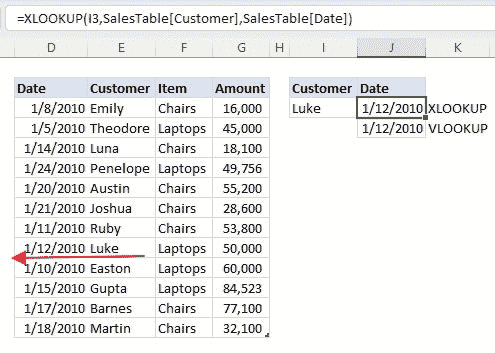 =XLOOKUP(I3,SalesTable[Customer],SalesTable[Date])
D E F G H I J K
Date Customer Item Amount Customer Date
1/8/2010 Emily Chairs 16,000 Luke 1/12/2010 XLOOKUP
1/5/2010 Theodore Laptops 45,000 1/12/2010 VLOOKUP
1/14/2010 Luna Chairs 18,100
1/24/2010 Penelope Laptops 49,756
1/20/2010 Austin Chairs 55,200
1/21/2010 Joshua Chairs 28,600
1/11/2010 Ruby Chairs 53,800
1/12/2010 Luke Laptops 50,000
1/10/2010 Easton Laptops 60,000
1/15/2010 Gupta Laptops 84,523
1/17/2010 Barnes Chairs 77,100
1/18/2010 Martin Chairs 32,100